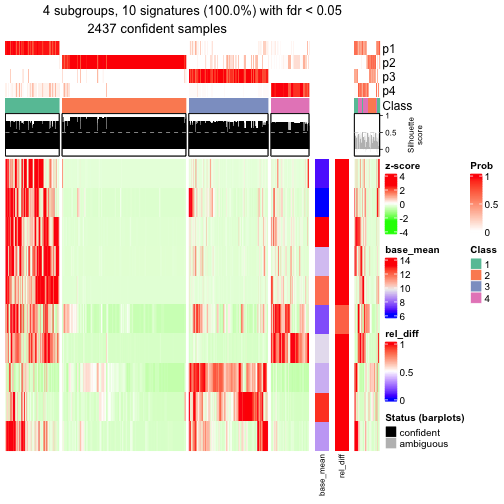 4 subgroups, 10 signatures (100.0%) with fdr < 0.05
2437 confident samples
p1
p2
p3
p4
Class
1
0.5
0
Silhouette
score
z-score
4
2
0
-2
-4
Prob
1
0.5
0
base_mean
14
12
10
8
6
Class
1
2
3
4
rel_diff
1
0.5
0
Status (barplots)
confident
ambiguous
base_mean
rel_diff